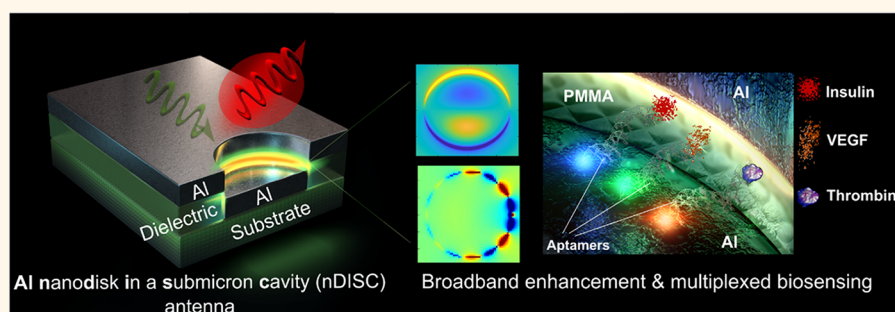 Al
Dielectric
Al
Substrate
Al nanodisk in a submicron cavity (nDISC)
antenna
PMMA
Al
Aptamers
Al
Insulin
VEGF
Thrombin
Broadband enhancement & multiplexed biosensing